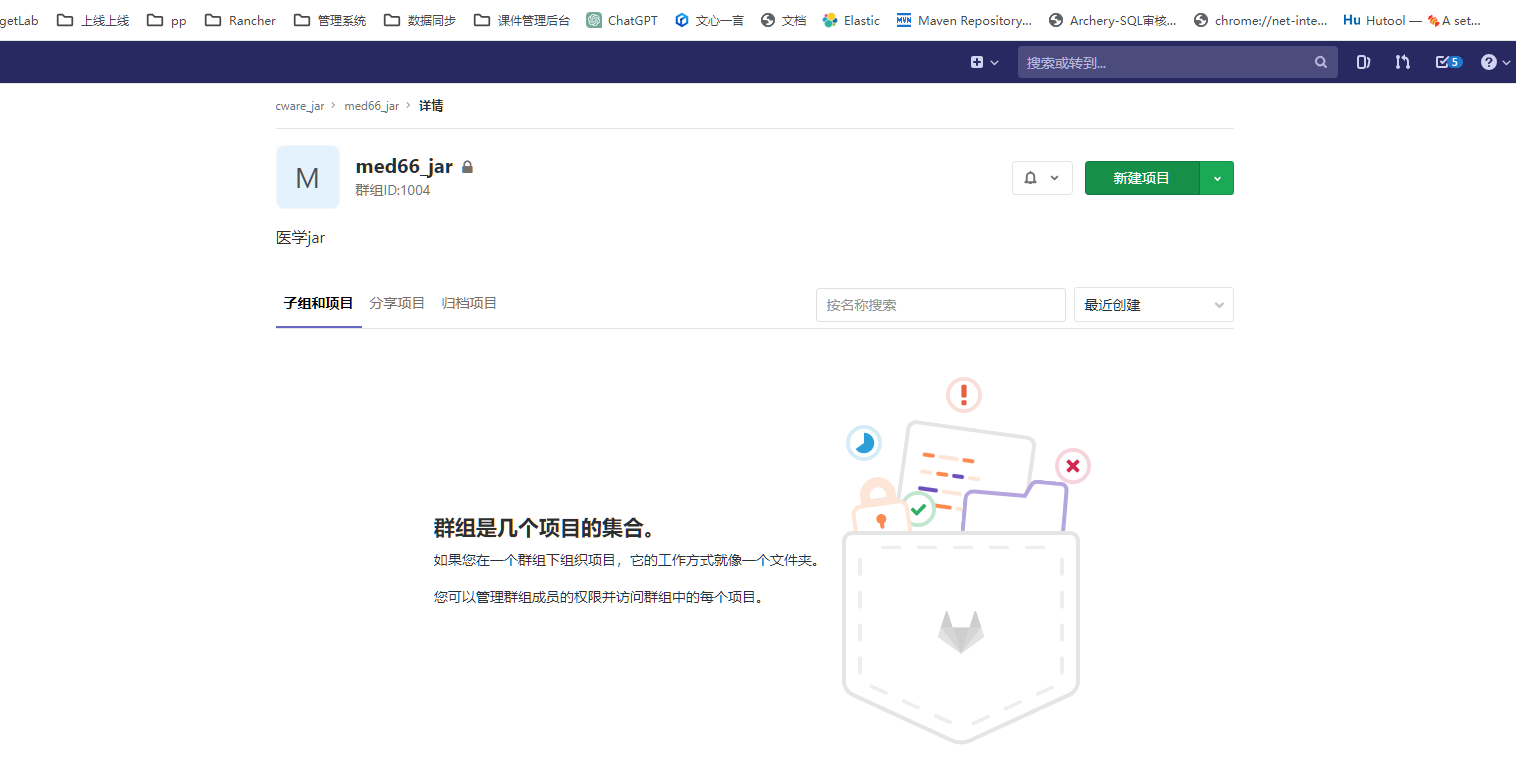 getLab 上线上线 pp Rancher 管理系统 数据同步 课件管理后台 ChatGPT 文心一言 文档 Elastic MVN Maven Repository... Archery-SQL审核... chrome://net-inte... Hu Hutool — 🍬A set...
搜索或转到... 5
cware_jar › med66_jar › 详情
M
med66_jar
群组ID:1004
新建项目
医学jar
子组和项目 分享项目 归档项目 按名称搜索 最近创建
群组是几个项目的集合。
如果您在一个群组下组织项目，它的工作方式就像一个文件夹。
您可以管理群组成员的权限并访问群组中的每个项目。